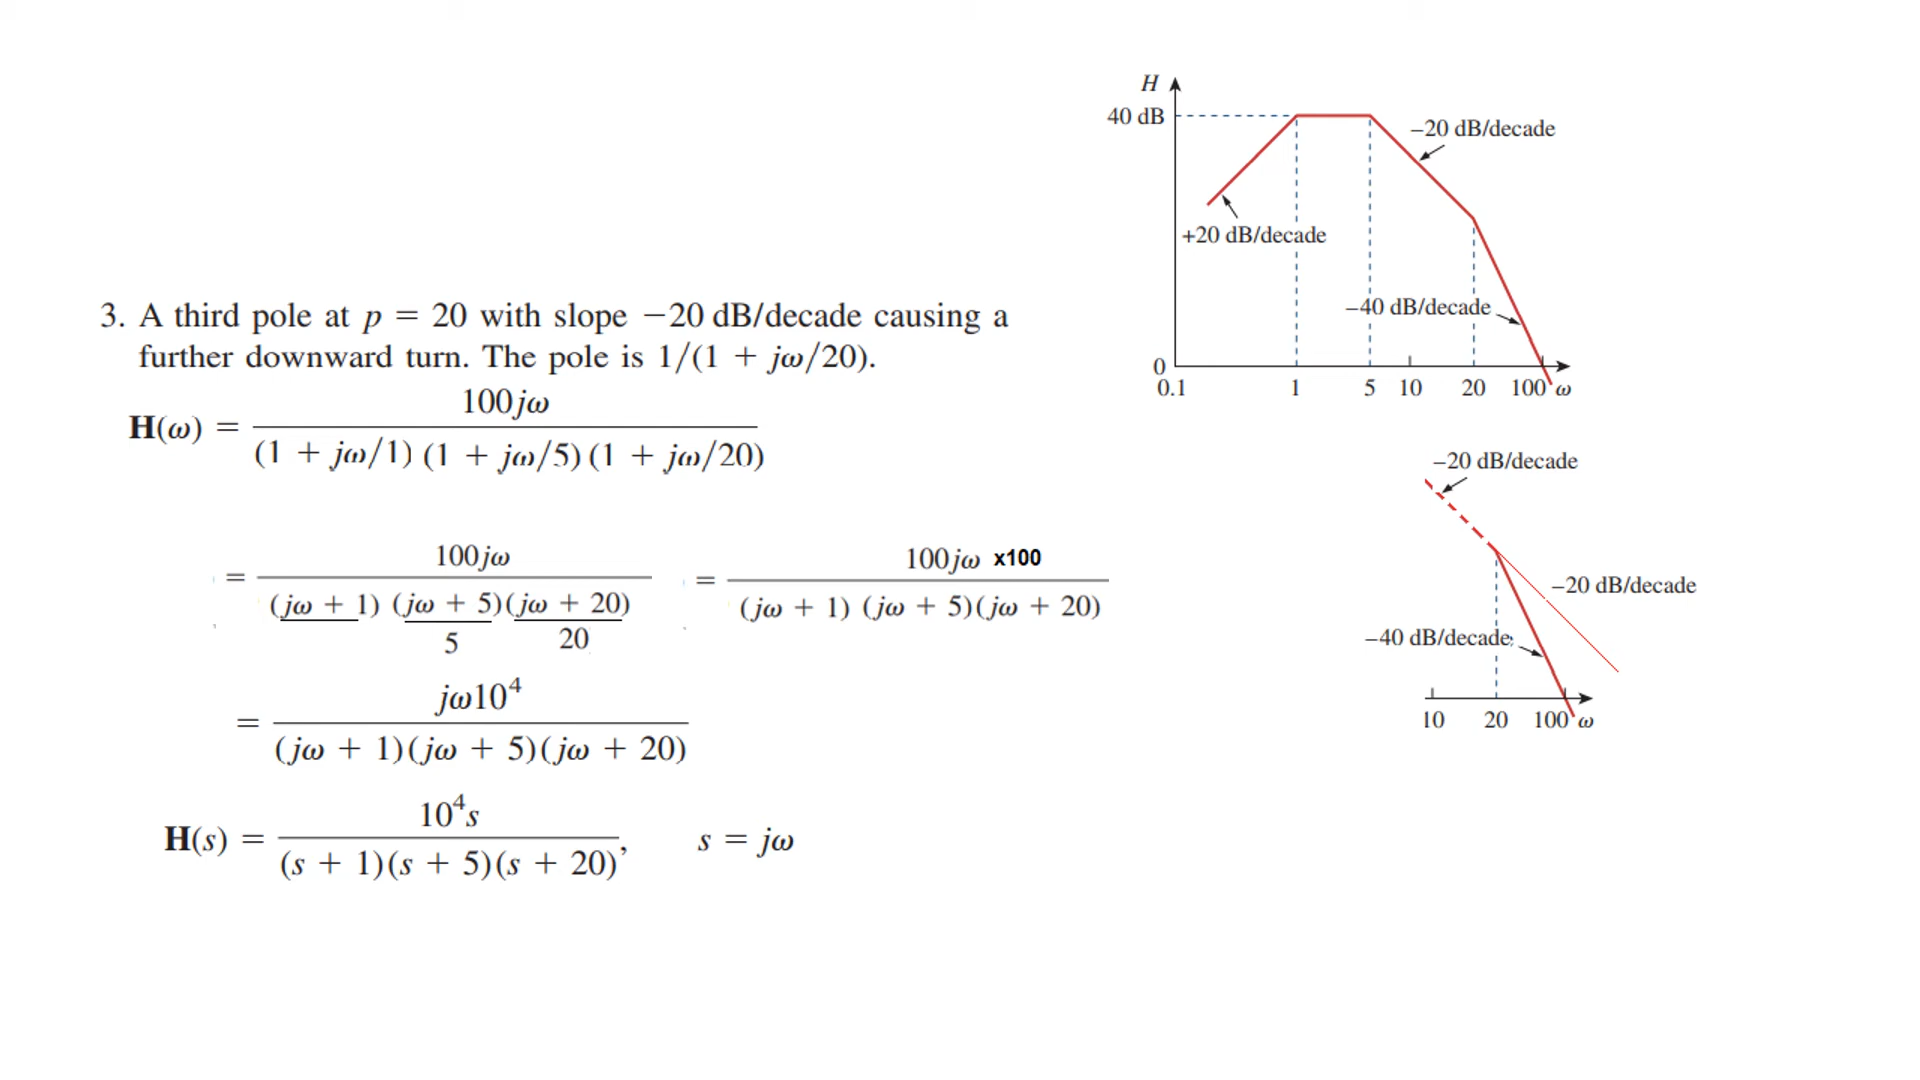 3. A third pole at p = 20 with slope −20 dB/decade causing a
further downward turn. The pole is 1/(1 + jω/20).
H(ω) = 100jω / (1 + jω/1) (1 + jω/5) (1 + jω/20)
= 100jω / (jω + 1) (jω + 5)(jω + 20)
5 20
= 100jω x100 / (jω + 1) (jω + 5)(jω + 20)
= jω10⁴ / (jω + 1)(jω + 5)(jω + 20)
H(s) = 10⁴s / (s + 1)(s + 5)(s + 20), s = jω
H
40 dB
−20 dB/decade
+20 dB/decade
−40 dB/decade
0
0.1 1 5 10 20 100 ω
−20 dB/decade
−20 dB/decade
−40 dB/decade
10 20 100 ω